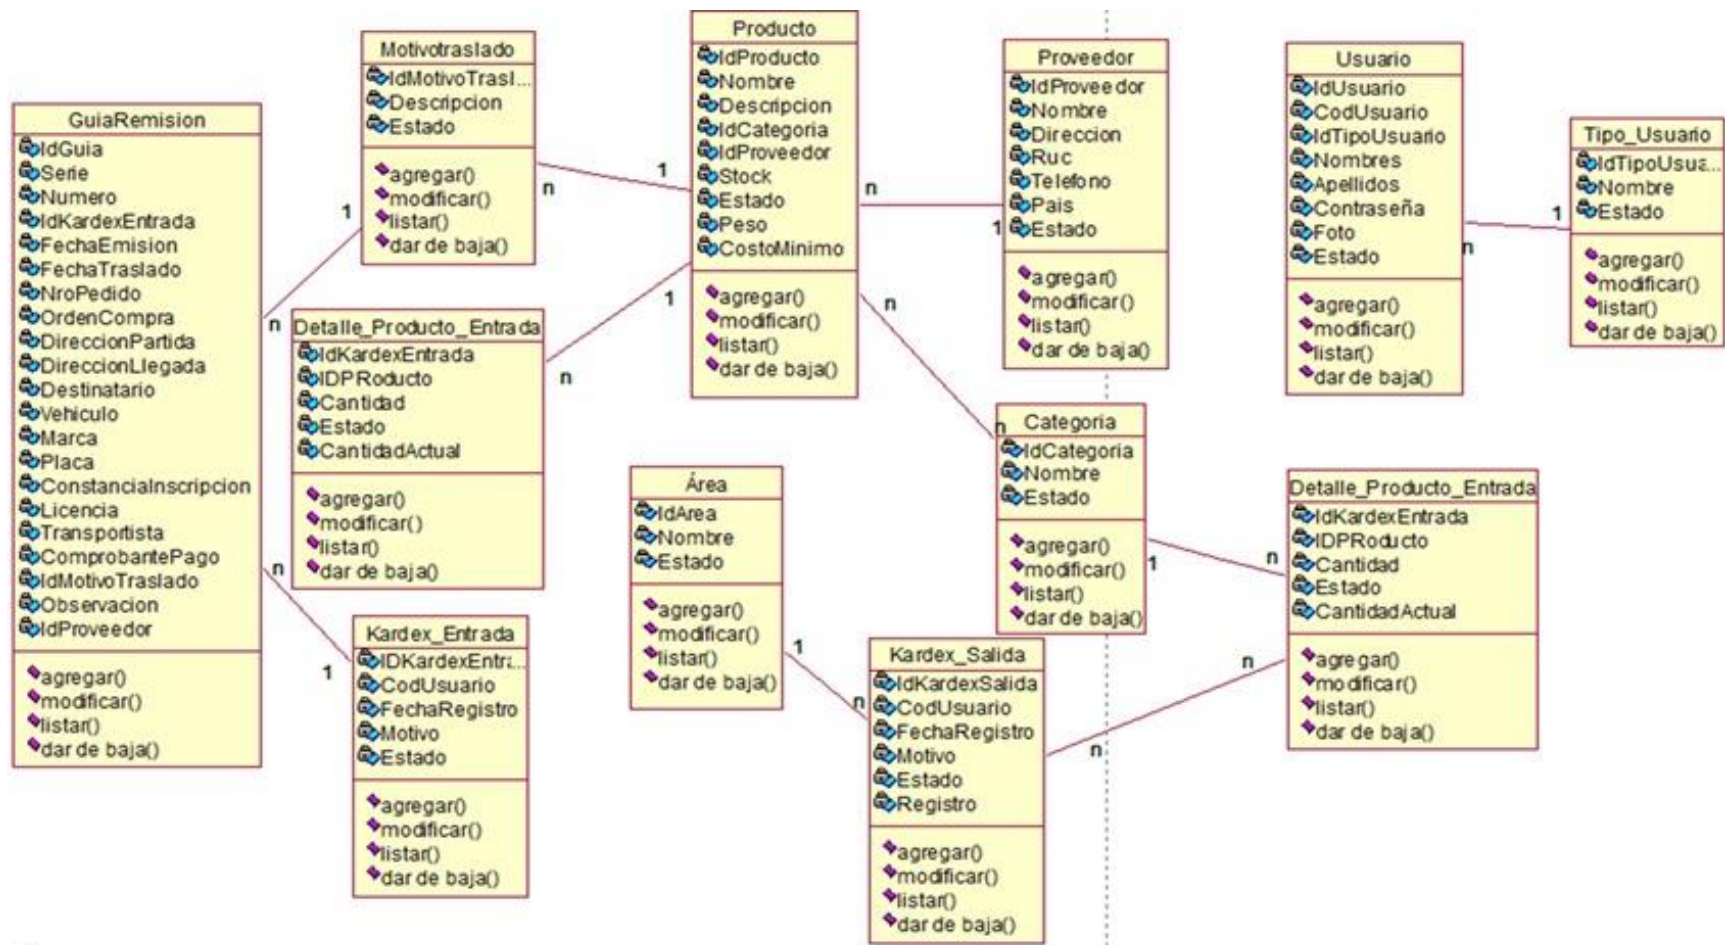 GuiaRemision
IdGuia
Serie
Numero
IdKardexEntrada
FechaEmision
FechaTraslado
NroPedido
OrdenCompra
DireccionPartida
DireccionLlegada
Destinatario
Vehiculo
Marca
Placa
ConstanciaInscripcion
Licencia
Transportista
ComprobantePago
IdMotivoTraslado
Observacion
IdProveedor
agregar()
modificar()
listar()
dar de baja()
1
n
n
1
Motivotraslado
IdMotivoTrasl...
Descripcion
Estado
agregar()
modificar()
listar()
dar de baja()
n
1
Detalle_Producto_Entrada
IdKardexEntrada
IDPRoducto
Cantidad
Estado
CantidadActual
agregar()
modificar()
listar()
dar de baja()
n
1
Kardex_Entrada
IDKardexEntr...
CodUsuario
FechaRegistro
Motivo
Estado
agregar()
modificar()
listar()
dar de baja()
Producto
IdProducto
Nombre
Descripcion
IdCategoria
IdProveedor
Stock
Estado
Peso
CostoMinimo
agregar()
modificar()
listar()
dar de baja()
n
1
n
n
Área
IdArea
Nombre
Estado
agregar()
modificar()
listar()
dar de baja()
1
n
Proveedor
IdProveedor
Nombre
Direccion
Ruc
Telefono
Pais
Estado
agregar()
modificar()
listar()
dar de baja()
Categoria
IdCategoria
Nombre
Estado
agregar()
modificar()
listar()
dar de baja()
1
n
Kardex_Salida
IdKardexSalida
CodUsuario
FechaRegistro
Motivo
Estado
Registro
agregar()
modificar()
listar()
dar de baja()
n
n
Usuario
IdUsuario
CodUsuario
IdTipoUsuario
Nombres
Apellidos
Contraseña
Foto
Estado
agregar()
modificar()
listar()
dar de baja()
n
1
Tipo_Usuario
IdTipoUsua...
Nombre
Estado
agregar()
modificar()
listar()
dar de baja()
Detalle_Producto_Entrada
IdKardexEntrada
IDPRoducto
Cantidad
Estado
CantidadActual
agregar()
modificar()
listar()
dar de baja()